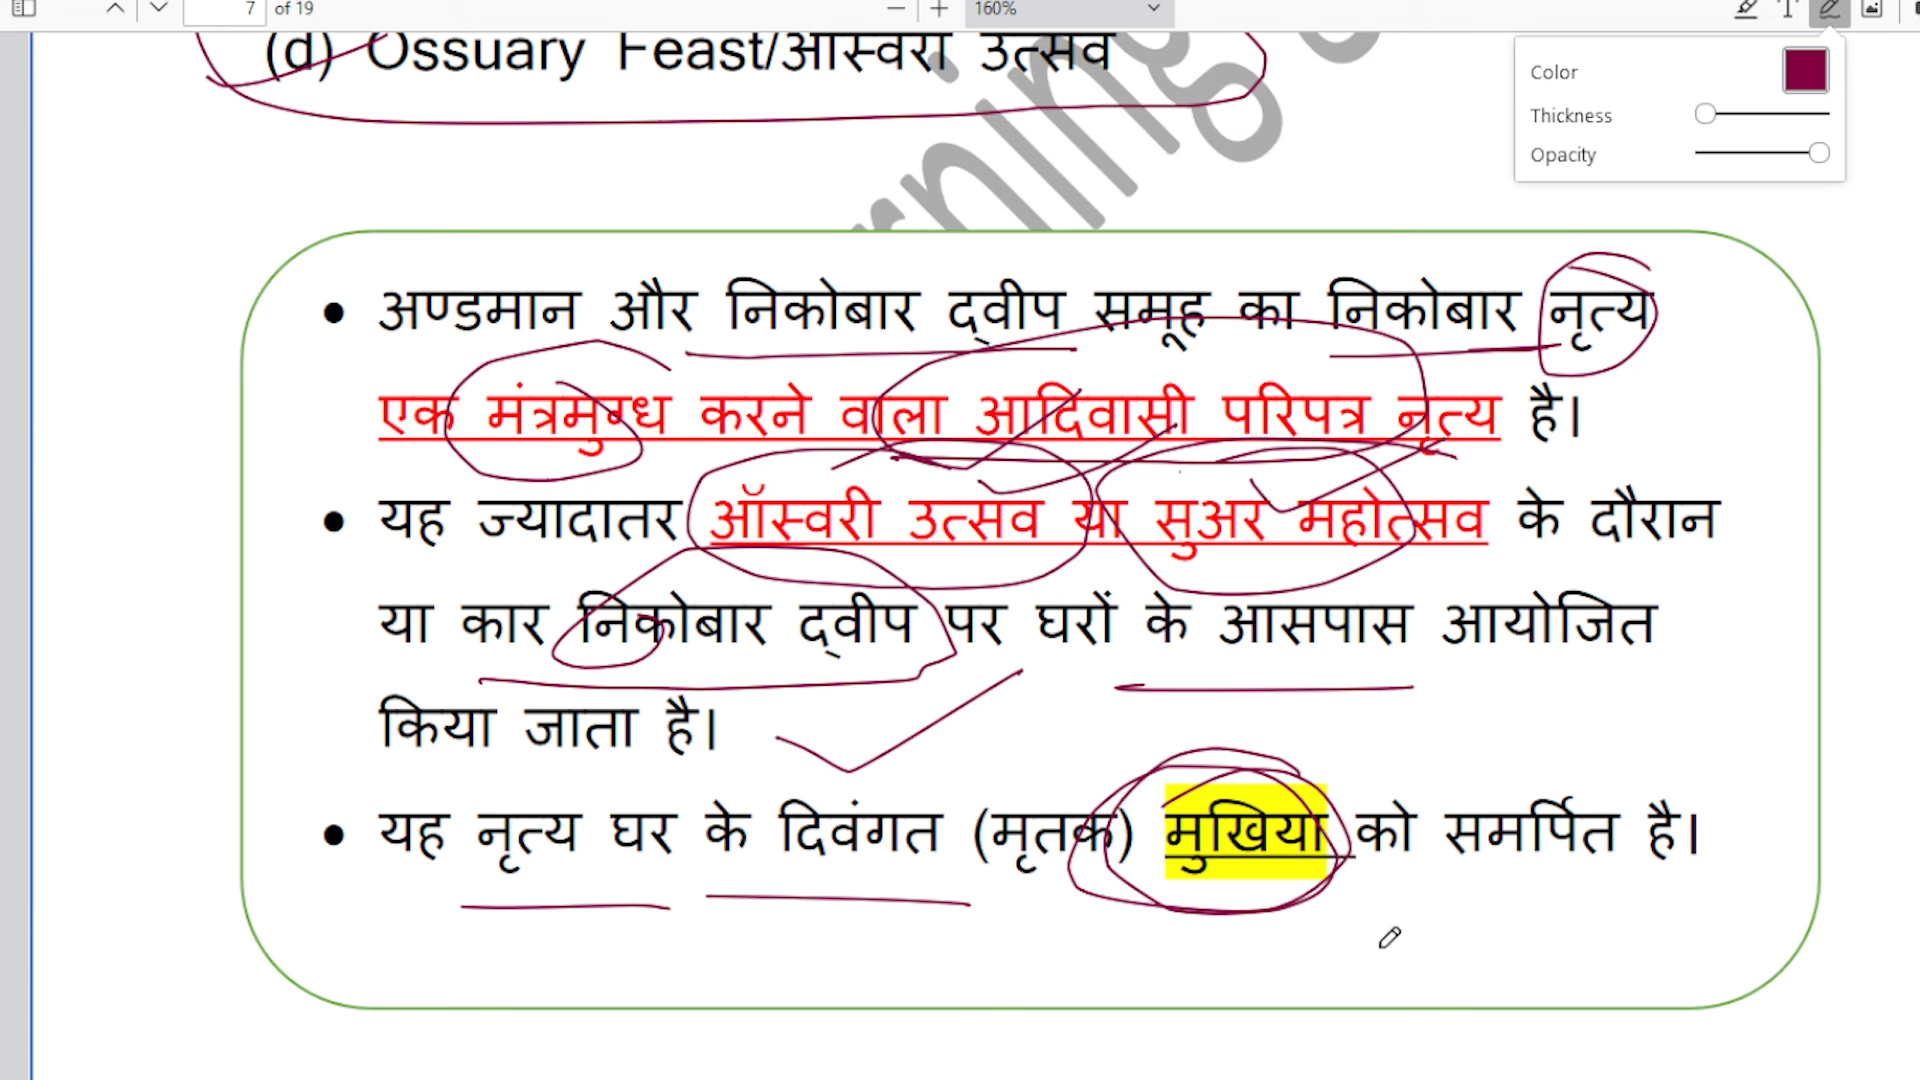 7 of 19
160%
(d) Ossuary Feast/ऑस्वरी उत्सव
Color
Thickness
Opacity
rning
• अण्डमान और निकोबार द्वीप समूह का निकोबार नृत्य
एक मंत्रमुग्ध करने वाला आदिवासी परिपत्र नृत्य है।
• यह ज्यादातर ऑस्वरी उत्सव या सुअर महोत्सव के दौरान
या कार निकोबार द्वीप पर घरों के आसपास आयोजित
किया जाता है।
• यह नृत्य घर के दिवंगत (मृतक) मुखिया को समर्पित है।